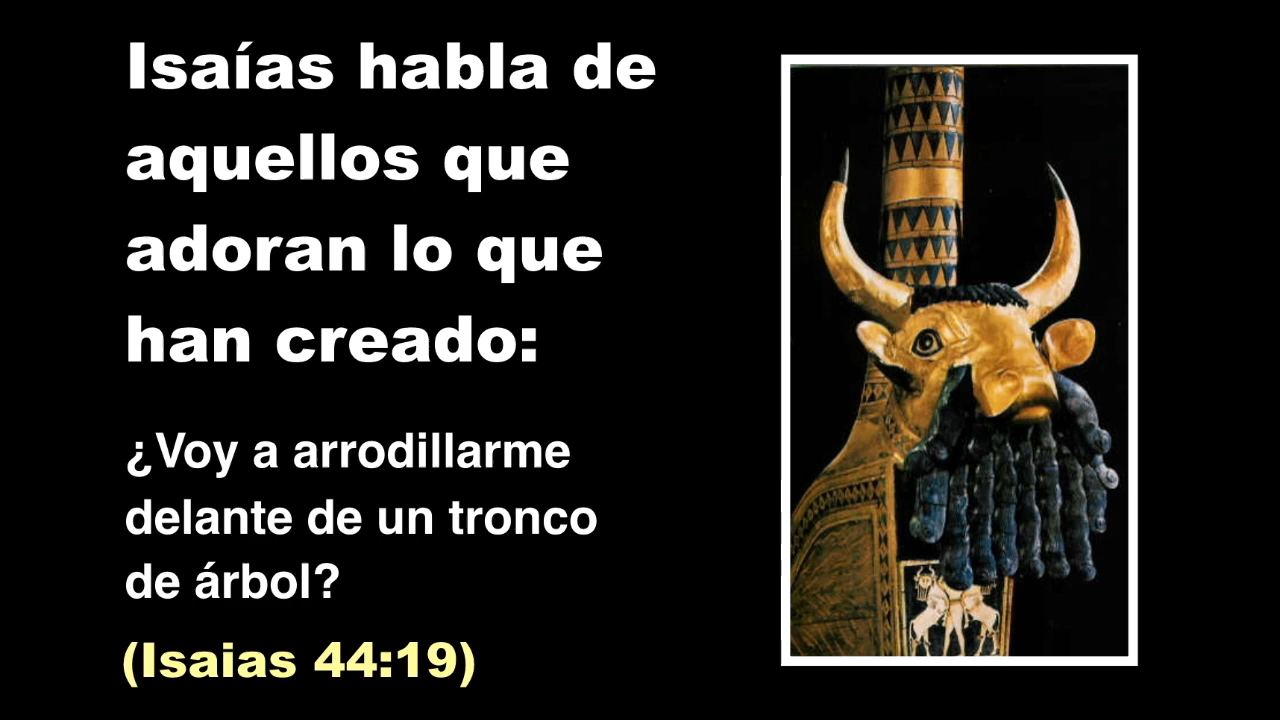 Isaías habla de
aquellos que
adoran lo que
han creado:
¿Voy a arrodillarme
delante de un tronco
de árbol?
(Isaias 44:19)